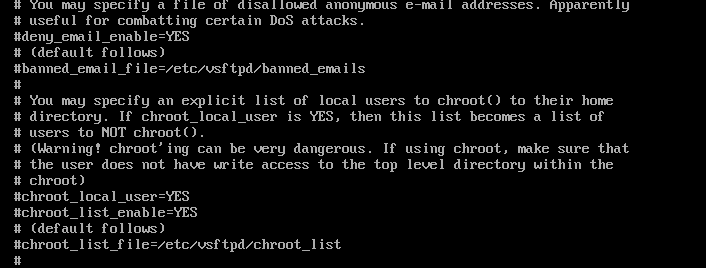 # You may specify a file of disallowed anonymous e-mail addresses. Apparently
# useful for combatting certain DoS attacks.
#deny_email_enable=YES
# (default follows)
#banned_email_file=/etc/vsftpd/banned_emails
#
# You may specify an explicit list of local users to chroot() to their home
# directory. If chroot_local_user is YES, then this list becomes a list of
# users to NOT chroot().
# (Warning! chroot'ing can be very dangerous. If using chroot, make sure that
# the user does not have write access to the top level directory within the
# chroot)
#chroot_local_user=YES
#chroot_list_enable=YES
# (default follows)
#chroot_list_file=/etc/vsftpd/chroot_list
#